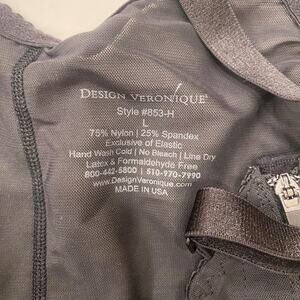 DESIGN VERONIQUE®
Style #853-H
L
75% Nylon | 25% Spandex
Exclusive of Elastic
Hand Wash Cold | No Bleach | Line Dry
Latex & Formaldehyde Free
800-442-5800 | 510-970-7990
www.DesignVeronique.com
MADE IN USA